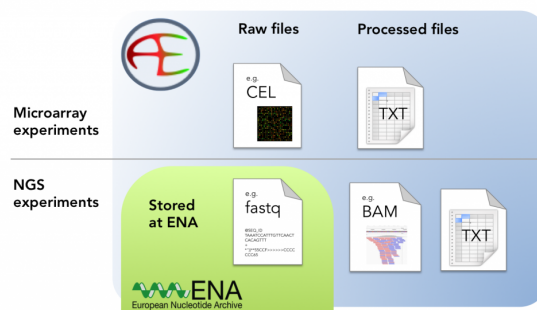 Raw files
Processed files
Microarray
experiments
e.g.
CEL
TXT
NGS
experiments
Stored
at ENA
e.g.
fastq
@SEQ_ID
+
e.g.
BAM
TXT
ENA
European Nucleotide Archive